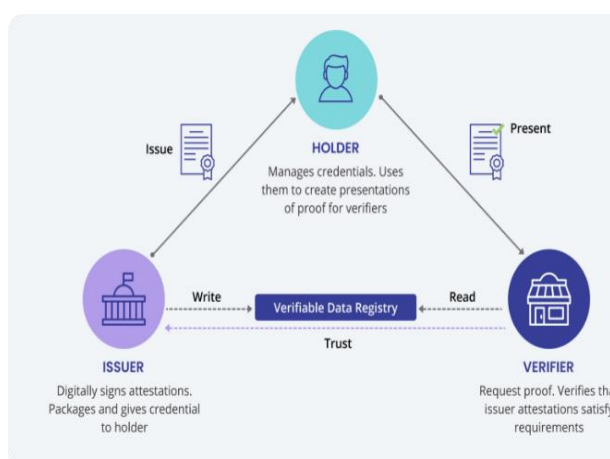 Issue
Present
HOLDER
Manages credentials. Uses
them to create presentations
of proof for verifiers
Write
Verifiable Data Registry
Read
Trust
ISSUER
Digitally signs attestations.
Packages and gives credential
to holder
VERIFIER
Request proof. Verifies tha
issuer attestations satisfy
requirements